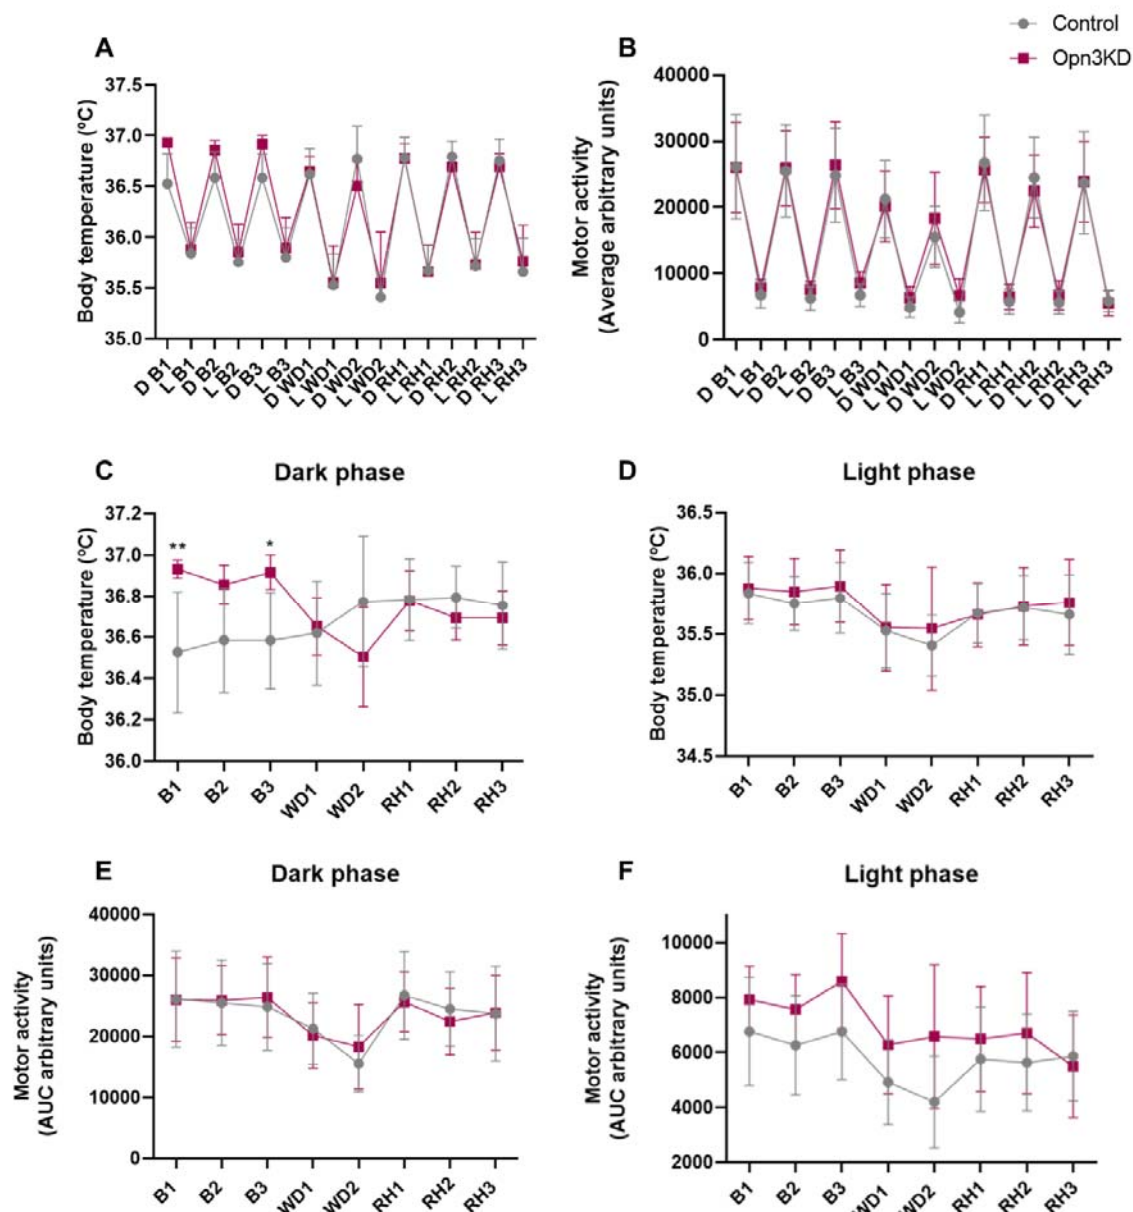 Control
Opn3KD
A
Body temperature (ºC)
37.5
37.0
36.5
36.0
35.5
35.0
D B1
L B1
D B2
L B2
D B3
L B3
D WD1
L WD1
D WD2
L WD2
D RH1
L RH1
D RH2
L RH2
D RH3
L RH3
B
Motor activity
(Average arbitrary units)
40000
30000
20000
10000
0
D B1
L B1
D B2
L B2
D B3
L B3
D WD1
L WD1
D WD2
L WD2
D RH1
L RH1
D RH2
L RH2
D RH3
L RH3
C
Dark phase
Body temperature (ºC)
37.2
37.0
36.8
36.6
36.4
36.2
36.0
**
*
B1
B2
B3
WD1
WD2
RH1
RH2
RH3
D
Light phase
Body temperature (ºC)
36.5
36.0
35.5
35.0
34.5
B1
B2
B3
WD1
WD2
RH1
RH2
RH3
E
Dark phase
Motor activity
(AUC arbitrary units)
40000
30000
20000
10000
0
B1
B2
B3
WD1
WD2
RH1
RH2
RH3
F
Light phase
Motor activity
(AUC arbitrary units)
10000
8000
6000
4000
2000
B1
B2
B3
WD1
WD2
RH1
RH2
RH3